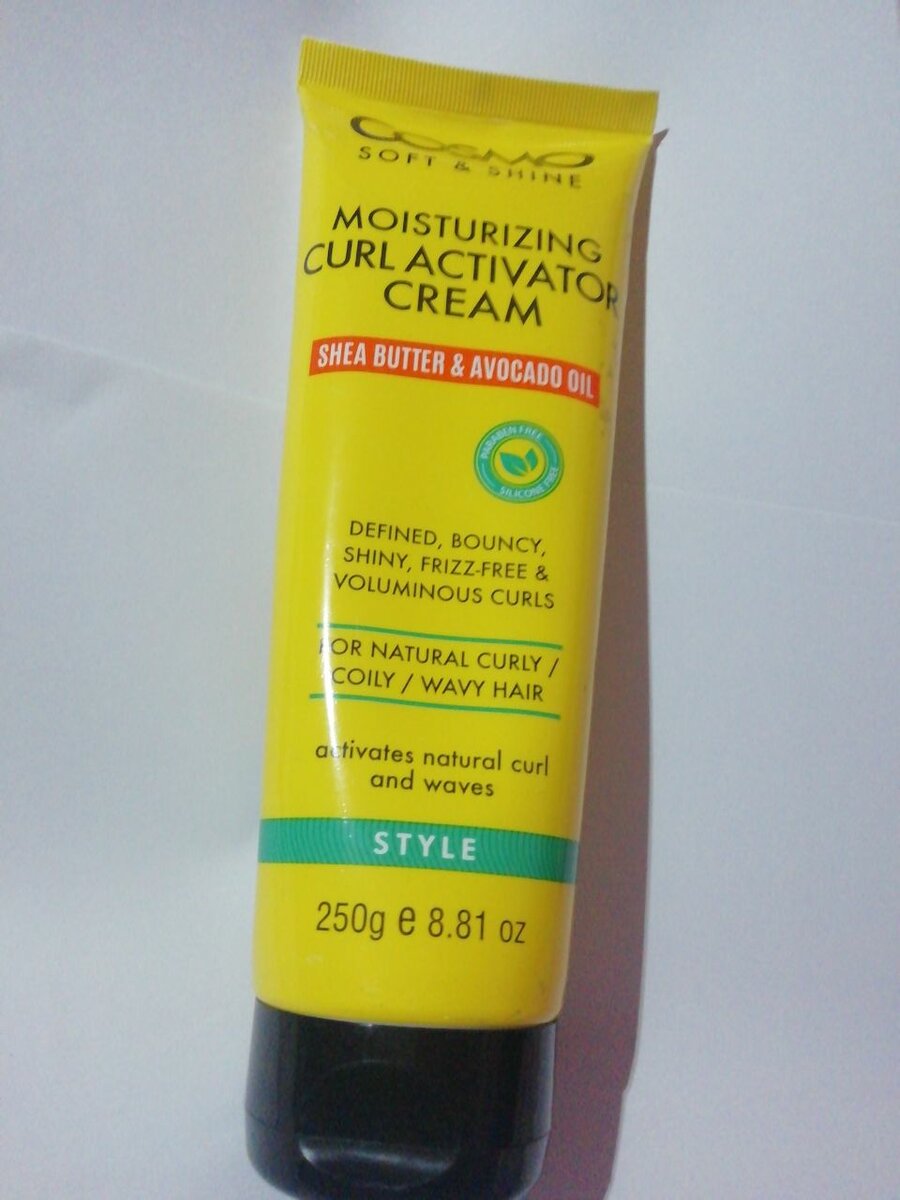 COSMO
SOFT & SHINE
MOISTURIZING
CURL ACTIVATOR
CREAM
SHEA BUTTER & AVOCADO OIL
PARABEN FREE
SILICONE FREE
DEFINED, BOUNCY,
SHINY, FRIZZ-FREE &
VOLUMINOUS CURLS
FOR NATURAL CURLY /
COILY / WAVY HAIR
activates natural curl
and waves
STYLE
250g e 8.81 oz